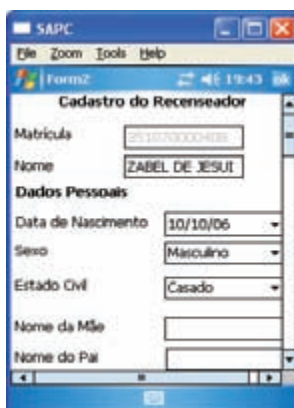 SAPC
File Zoom Tools Help
Form2 19:43 ok
Cadastro do Recenseador
Matrícula
Nome ZABEL DE JESUI
Dados Pessoais
Data de Nascimento 10/10/06
Sexo Masculino
Estado Civil Casado
Nome da Mãe
Nome do Pai